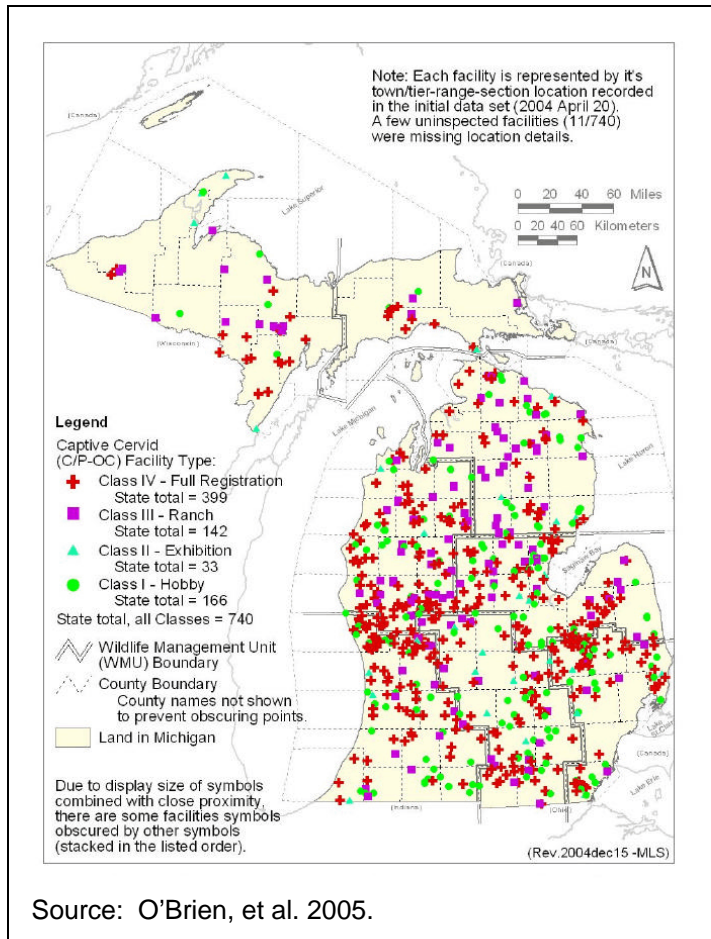 Note: Each facility is represented by it's
town/tier-range-section location recorded
in the initial data set (2004 April 20).
A few uninspected facilities (11/740)
were missing location details.
(Canada)
0 20 40 60 Miles
0 20 40 60 Kilometers
Lake Superior
(Canada)
N
(Wisconsin)
(Canada)
Lake Michigan
Lake Huron
Legend
Captive Cervid
(C/P-OC) Facility Type:
Class IV - Full Registration
State total = 399
Class III - Ranch
State total = 142
Class II - Exhibition
State total = 33
Class I - Hobby
State total = 166
State total, all Classes = 740
Wildlife Management Unit
(WMU) Boundary
County Boundary
County names not shown
to prevent obscuring points.
Land in Michigan
Saginaw Bay
(Canada)
Lake Erie
(Indiana)
(Ohio)
Due to display size of symbols
combined with close proximity,
there are some facilities symbols
obscured by other symbols
(stacked in the listed order).
(Rev.2004dec15 -MLS)
Source: O'Brien, et al. 2005.